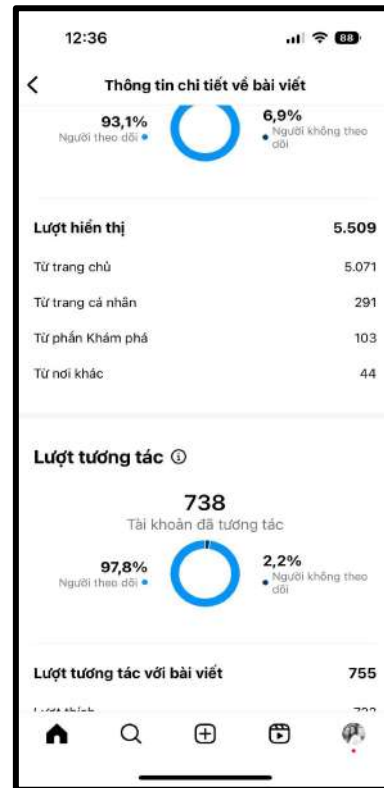 12:36
88
Thông tin chi tiết về bài viết
93,1%
Người theo dõi
6,9%
Người không theo
dõi
Lượt hiển thị 5.509
Từ trang chủ 5.071
Từ trang cá nhân 291
Từ phần Khám phá 103
Từ nơi khác 44
Lượt tương tác
738
Tài khoản đã tương tác
97,8%
Người theo dõi
2,2%
Người không theo
dõi
Lượt tương tác với bài viết 755